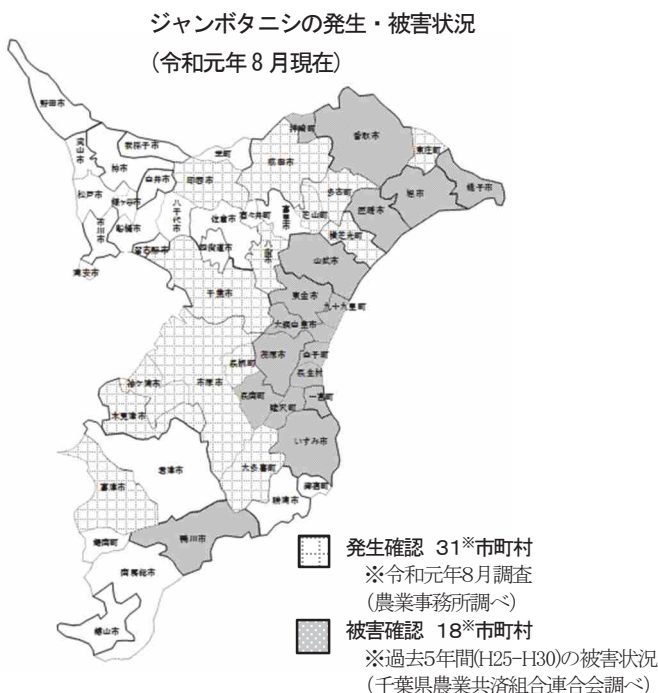 ジャンボタニシの発生・被害状況
(令和元年8月現在)
野田市
流山市
柏市
我孫子市
松戸市
鎌ヶ谷市
白井市
印西市
栄町
成田市
神崎町
香取市
東庄町
銚子市
旭市
匝瑳市
多古町
芝山町
横芝光町
富里市
酒々井町
佐倉市
八千代市
船橋市
市川市
浦安市
習志野市
四街道市
八街市
千葉市
山武市
東金市
九十九里町
大網白里市
茂原市
白子町
長生村
一宮町
長柄町
長南町
睦沢町
いすみ市
市原市
袖ケ浦市
木更津市
君津市
大多喜町
御宿町
勝浦市
富津市
鋸南町
鴨川市
南房総市
館山市
発生確認 31※市町村
※令和元年8月調査
(農業事務所調べ)
被害確認 18※市町村
※過去5年間(H25-H30)の被害状況
(千葉県農業共済組合連合会調べ)